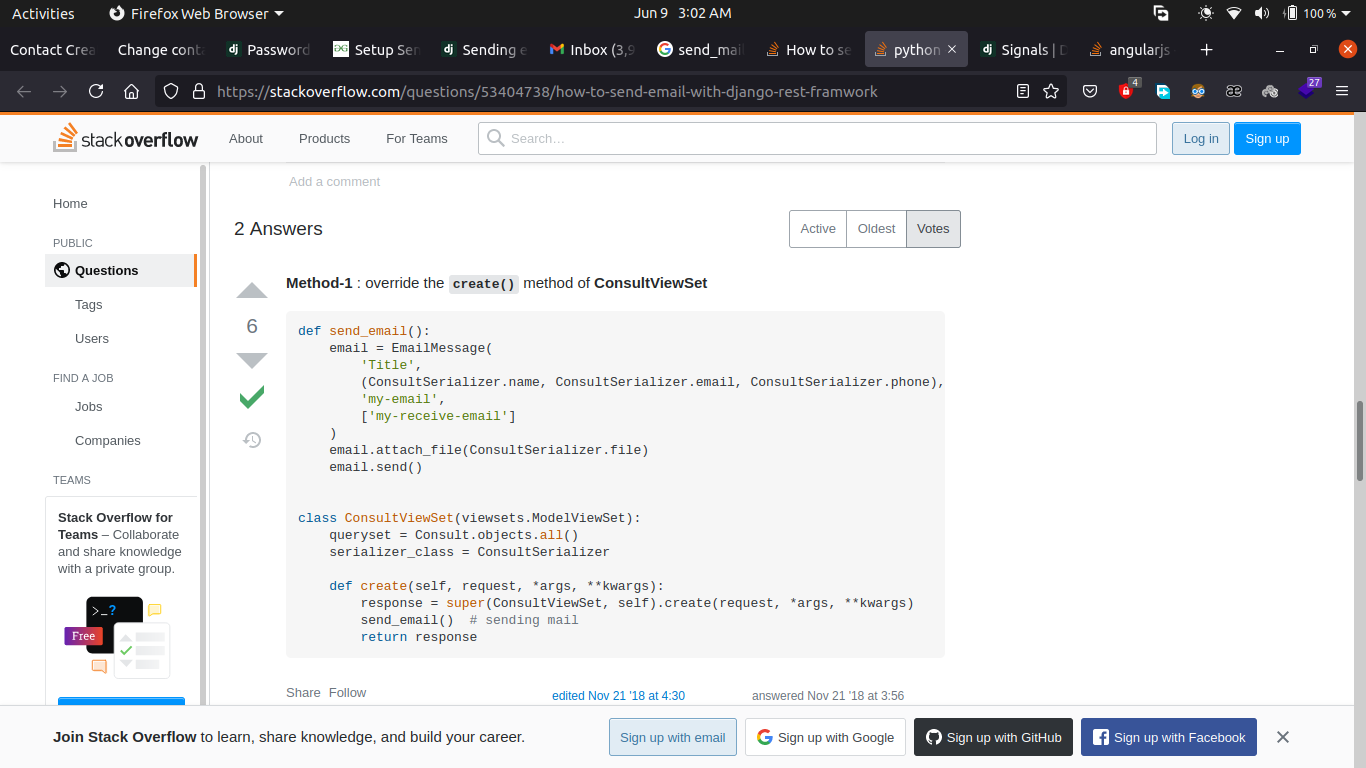 Activities Firefox Web Browser Jun 9 3:02 AM 100 %
Contact Crea Change conta dj Password dj Sending e Inbox (3,9 send_mail How to se python dj Signals | D angularjs
4 27
https://stackoverflow.com/questions/53404738/how-to-send-email-with-django-rest-framwork
stackoverflow About Products For Teams Search… Log in Sign up
Add a comment
Home
2 Answers Active Oldest Votes
PUBLIC
Questions
Tags
Users
FIND A JOB
Jobs
Companies
TEAMS
Stack Overflow for
Teams – Collaborate
and share knowledge
with a private group.
>_?
Free
6
Method-1 : override the create() method of ConsultViewSet
def send_email():
    email = EmailMessage(
        'Title',
        (ConsultSerializer.name, ConsultSerializer.email, ConsultSerializer.phone),
        'my-email',
        ['my-receive-email']
    )
    email.attach_file(ConsultSerializer.file)
    email.send()
class ConsultViewSet(viewsets.ModelViewSet):
    queryset = Consult.objects.all()
    serializer_class = ConsultSerializer
    def create(self, request, *args, **kwargs):
        response = super(ConsultViewSet, self).create(request, *args, **kwargs)
        send_email()  # sending mail
        return response
Share Follow edited Nov 21 '18 at 4:30 answered Nov 21 '18 at 3:56
Join Stack Overflow to learn, share knowledge, and build your career. Sign up with email Sign up with Google Sign up with GitHub Sign up with Facebook